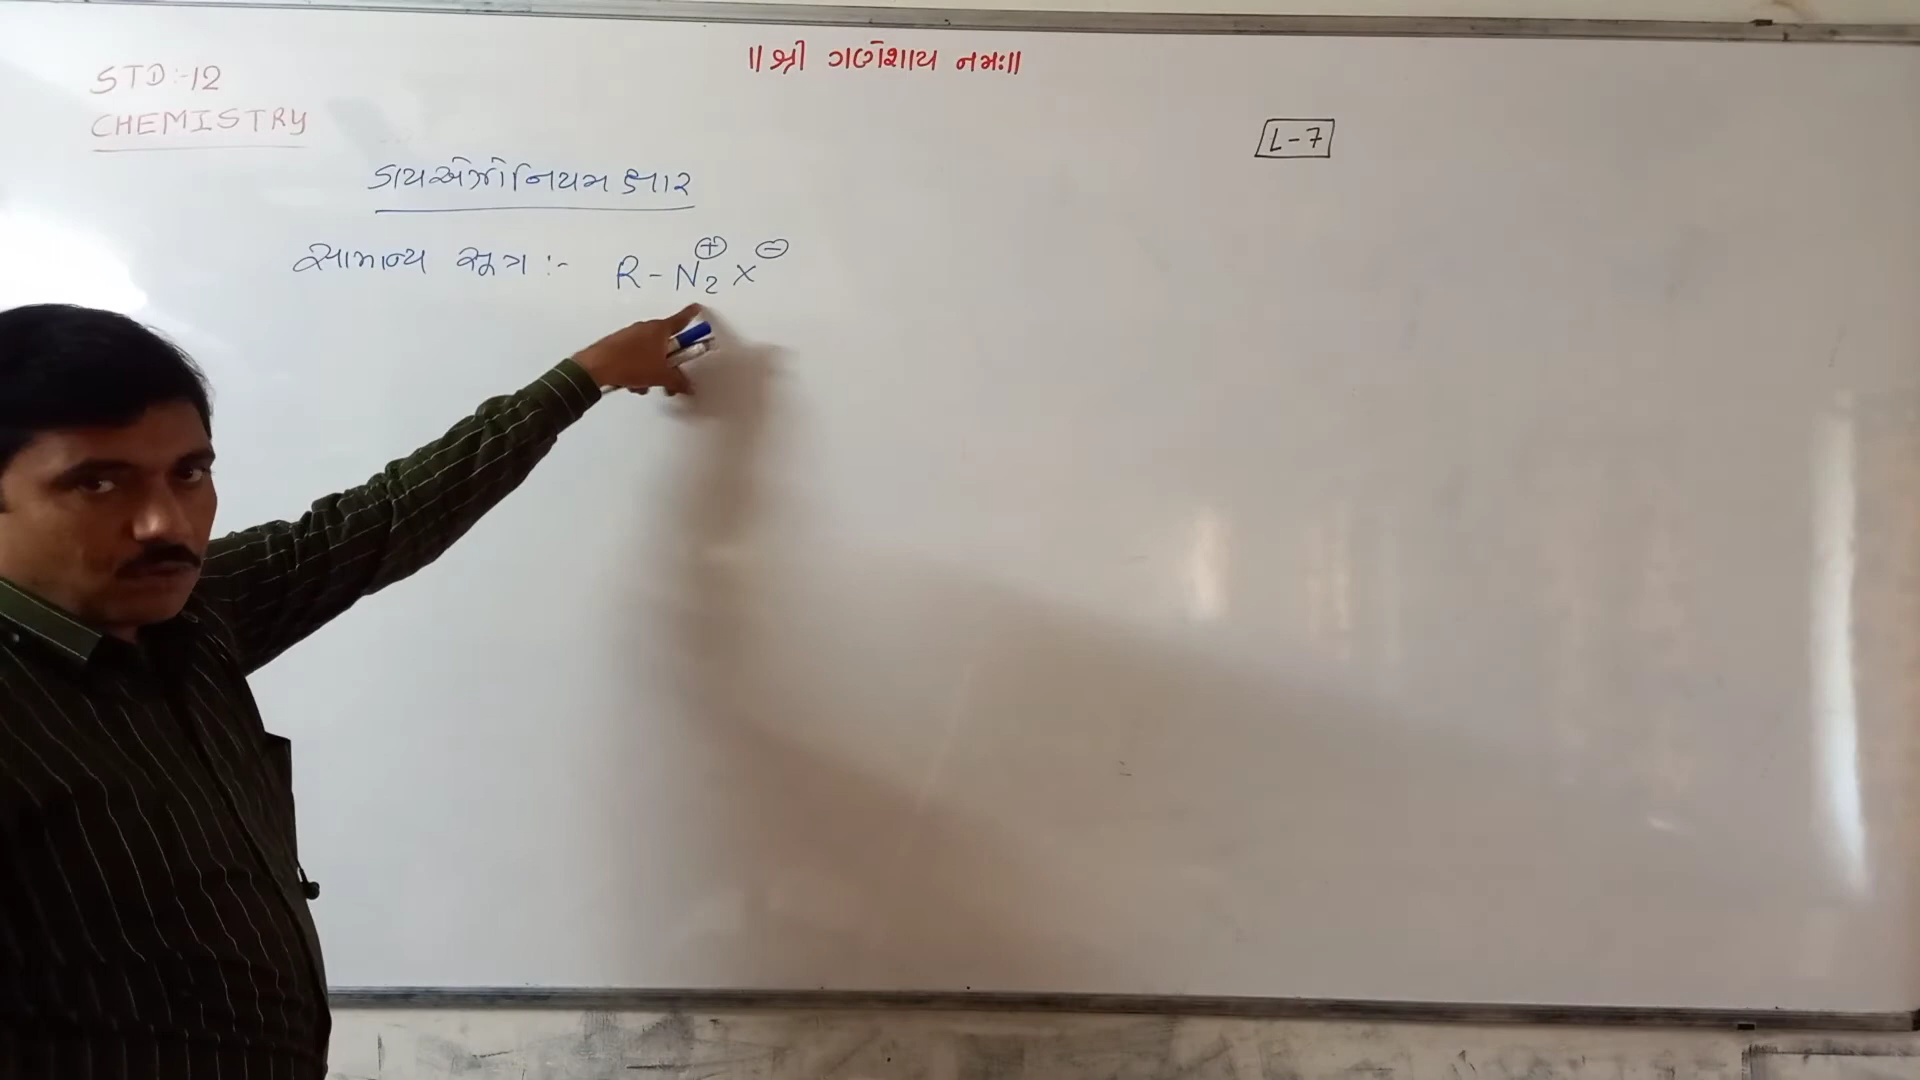 ॥ શ્રી ગણેશાય નમઃ॥
STD:-12
CHEMISTRY
L-7
ડાયએઝોનિયમ ક્ષાર
સામાન્ય સૂત્ર :- R-N₂⊕ X⊖